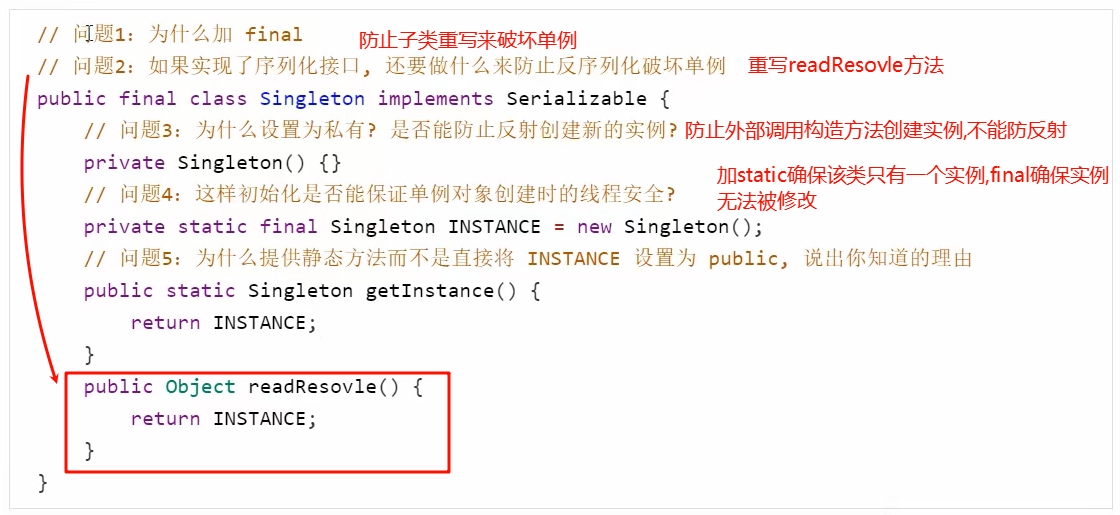 // 问题1：为什么加 final 防止子类重写来破坏单例
// 问题2：如果实现了序列化接口, 还要做什么来防止反序列化破坏单例 重写readResovle方法
public final class Singleton implements Serializable {
// 问题3：为什么设置为私有? 是否能防止反射创建新的实例? 防止外部调用构造方法创建实例,不能防反射
private Singleton() {}
加static确保该类只有一个实例,final确保实例
// 问题4：这样初始化是否能保证单例对象创建时的线程安全?
无法被修改
private static final Singleton INSTANCE = new Singleton();
// 问题5：为什么提供静态方法而不是直接将 INSTANCE 设置为 public, 说出你知道的理由
public static Singleton getInstance() {
return INSTANCE;
}
public Object readResovle() {
return INSTANCE;
}
}